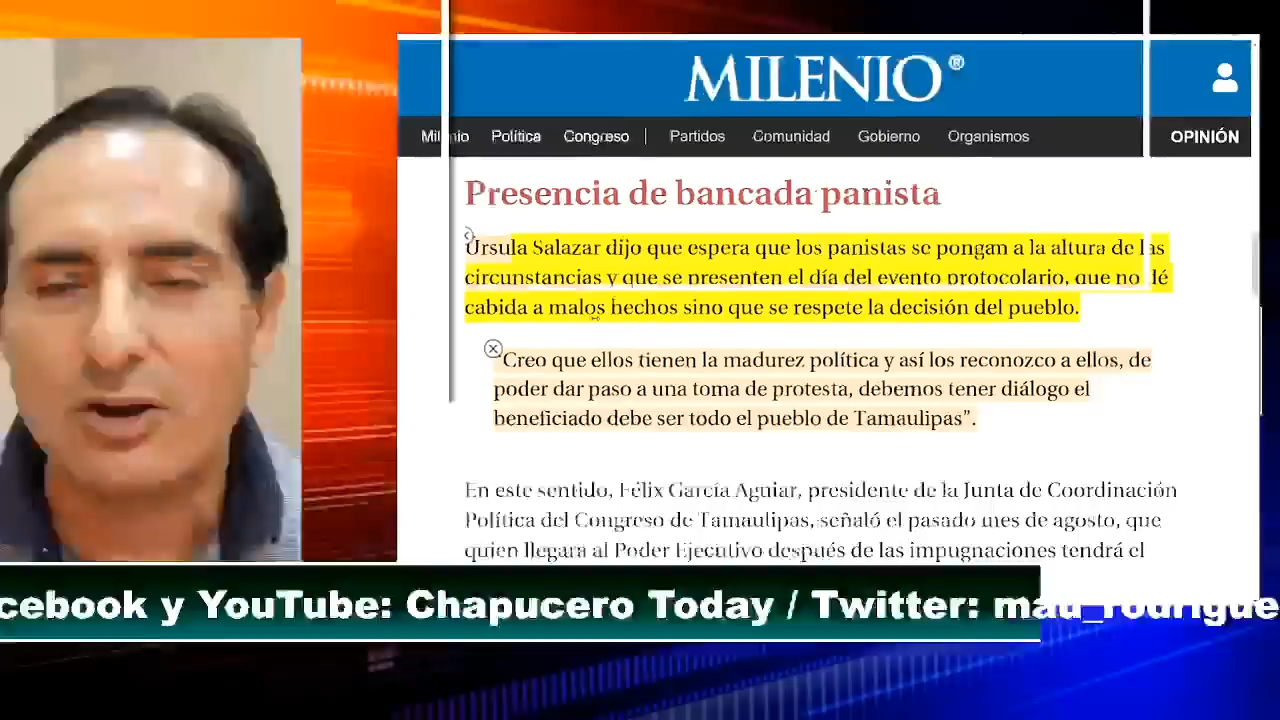 MILENIO®
Milenio Política Congreso | Partidos Comunidad Gobierno Organismos OPINIÓN
Presencia de bancada panista
Úrsula Salazar dijo que espera que los panistas se pongan a la altura de las
circunstancias y que se presenten el día del evento protocolario, que no dé
cabida a malos hechos sino que se respete la decisión del pueblo.
"Creo que ellos tienen la madurez política y así los reconozco a ellos, de
poder dar paso a una toma de protesta, debemos tener diálogo el
beneficiado debe ser todo el pueblo de Tamaulipas”.
En este sentido, Félix García Aguiar, presidente de la Junta de Coordinación
Política del Congreso de Tamaulipas, señaló el pasado mes de agosto, que
quien llegara al Poder Ejecutivo después de las impugnaciones tendrá el
cebook y YouTube: Chapucero Today / Twitter: mau_rodrigue